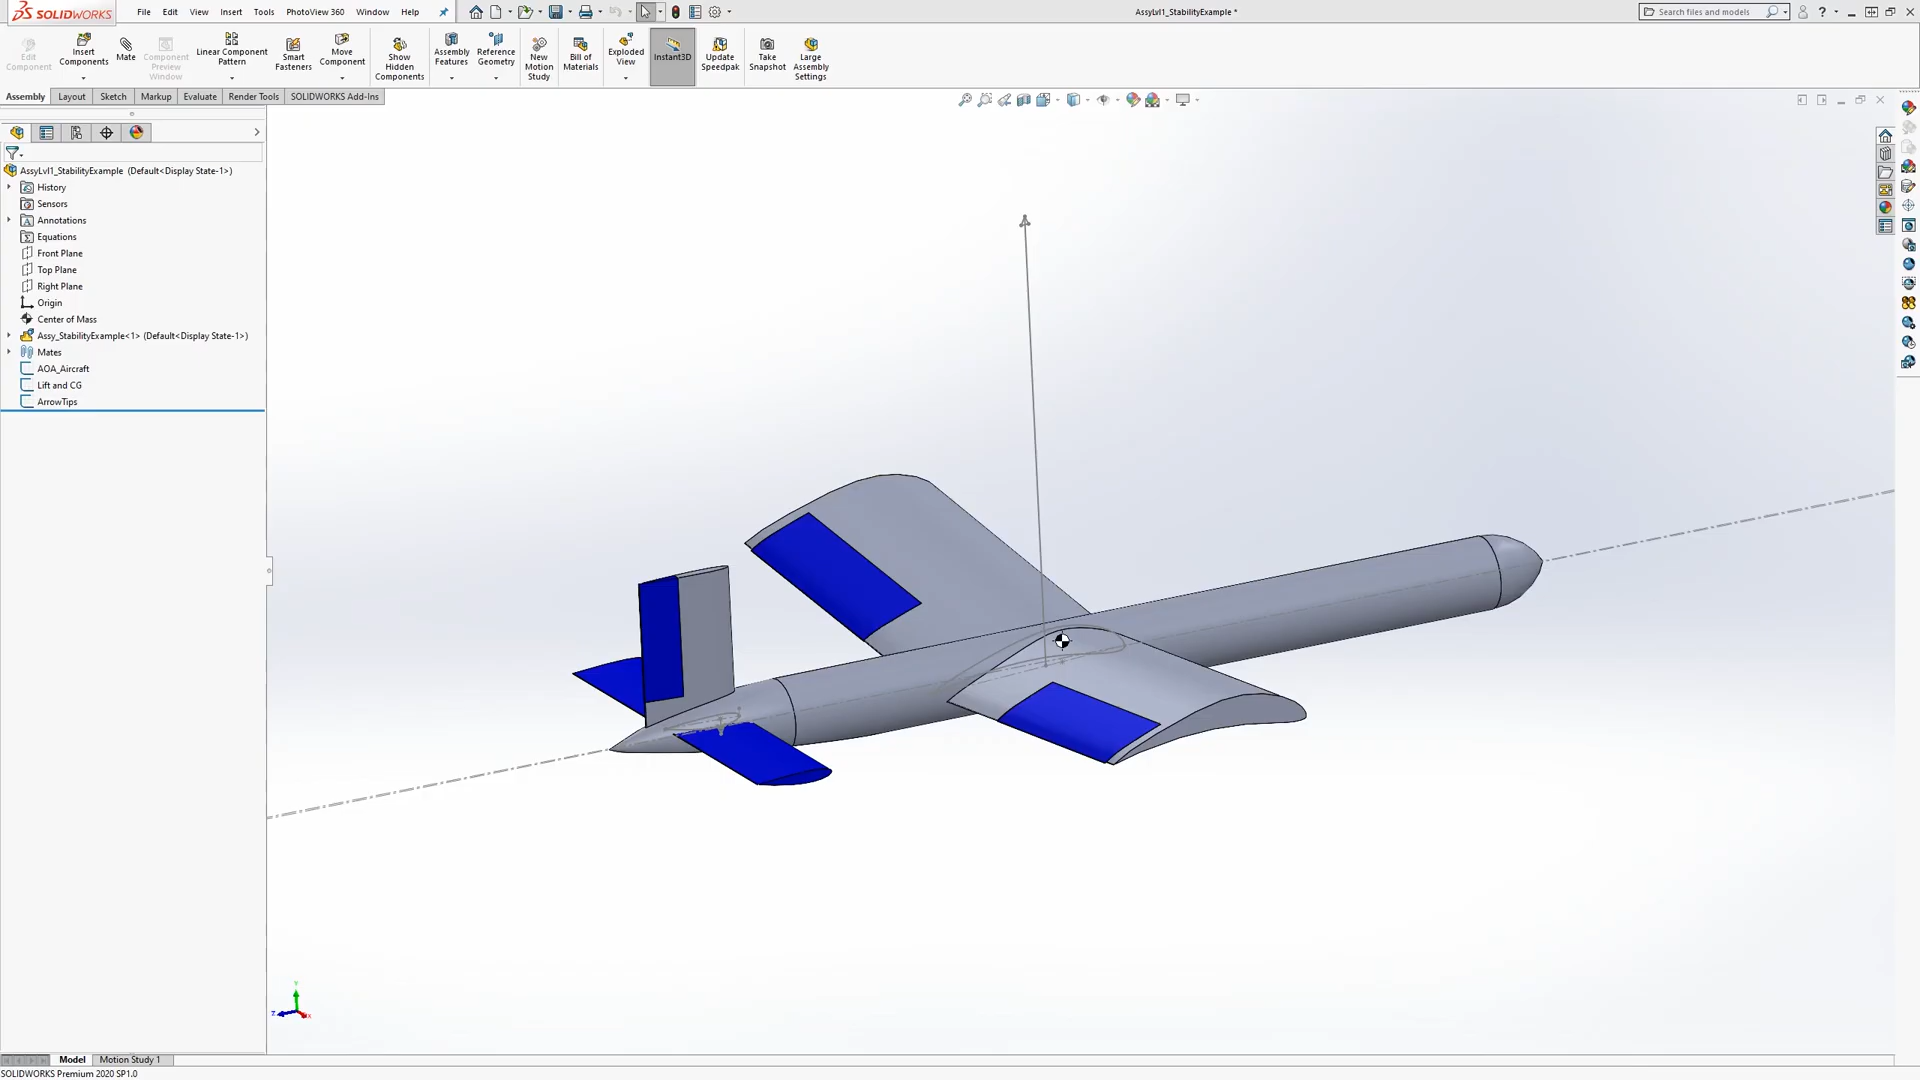 SOLIDWORKS
File Edit View Insert Tools PhotoView 360 Window Help
AssyLvl1_StabilityExample *
Search files and models
Edit Component
Insert Components
Mate
Component Preview Window
Linear Component Pattern
Smart Fasteners
Move Component
Show Hidden Components
Assembly Features
Reference Geometry
New Motion Study
Bill of Materials
Exploded View
Instant3D
Update Speedpak
Take Snapshot
Large Assembly Settings
Assembly Layout Sketch Markup Evaluate Render Tools SOLIDWORKS Add-Ins
AssyLvl1_StabilityExample (Default<Display State-1>)
History
Sensors
Annotations
Equations
Front Plane
Top Plane
Right Plane
Origin
Center of Mass
Assy_StabilityExample<1> (Default<Display State-1>)
Mates
AOA_Aircraft
Lift and CG
ArrowTips
Y
Z
X
Model Motion Study 1
SOLIDWORKS Premium 2020 SP1.0